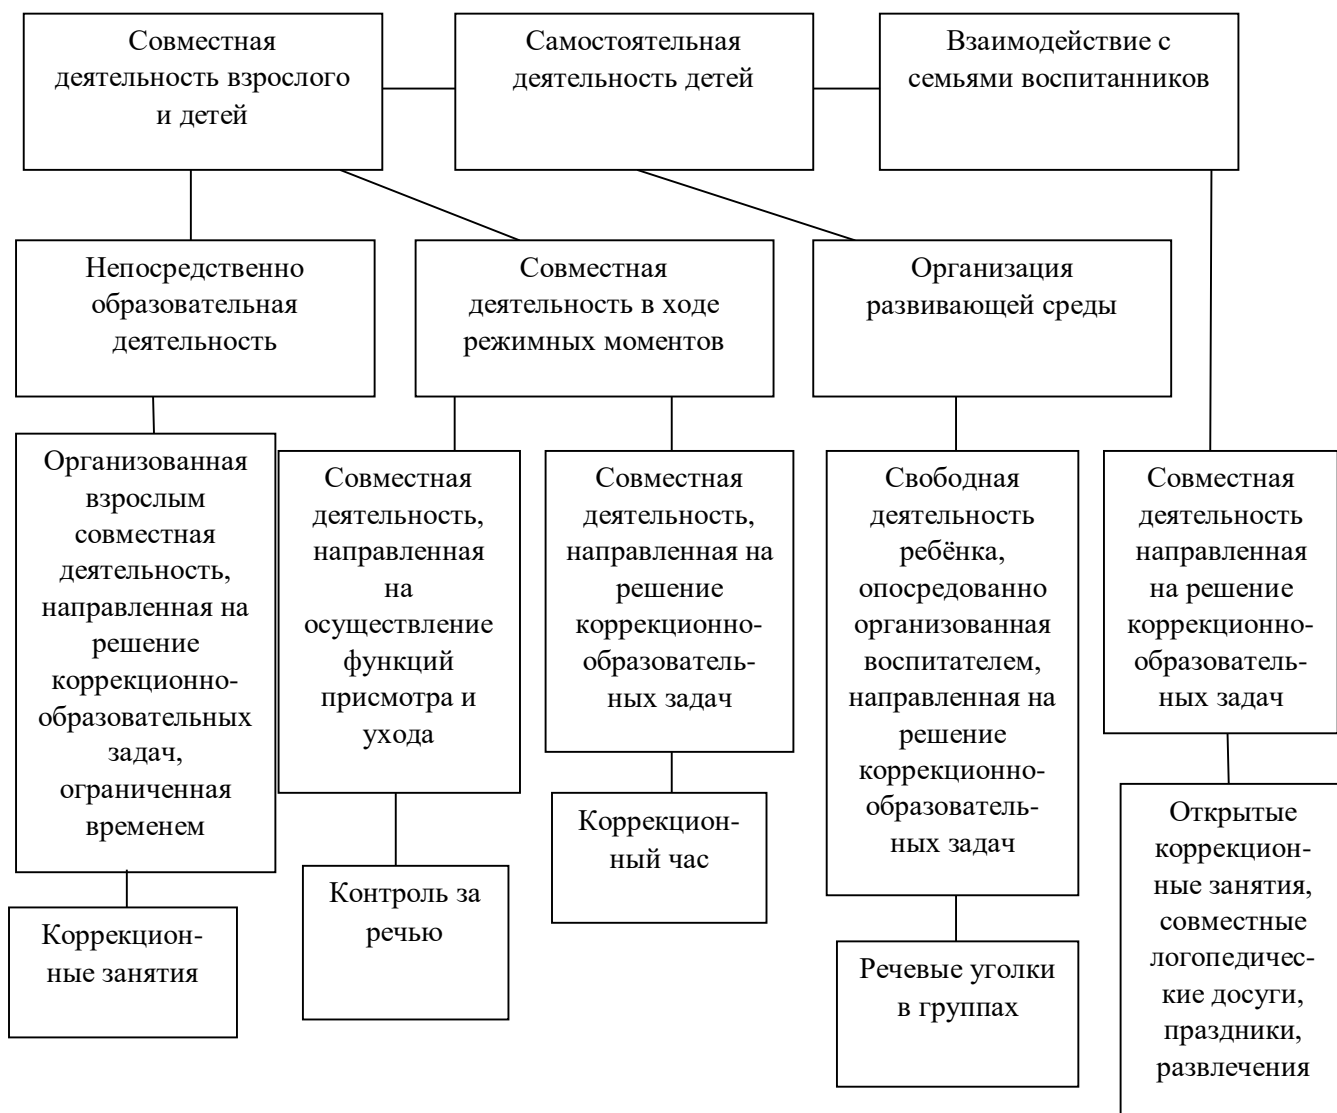 Совместная
деятельность взрослого
и детей
Самостоятельная
деятельность детей
Взаимодействие с
семьями воспитанников
Непосредственно
образовательная
деятельность
Совместная
деятельность в ходе
режимных моментов
Организация
развивающей среды
Организованная
взрослым
совместная
деятельность,
направленная на
решение
коррекционно-
образовательных
задач,
ограниченная
временем
Совместная
деятельность,
направленная
на
осуществление
функций
присмотра и
ухода
Совместная
деятельность,
направленная на
решение
коррекционно-
образователь-
ных задач
Свободная
деятельность
ребёнка,
опосредованно
организованная
воспитателем,
направленная на
решение
коррекционно-
образователь-
ных задач
Совместная
деятельность
направленная
на решение
коррекционно-
образователь-
ных задач
Коррекцион-
ные занятия
Контроль за
речью
Коррекцион-
ный час
Речевые уголки
в группах
Открытые
коррекцион-
ные занятия,
совместные
логопедичес-
кие досуги,
праздники,
развлечения